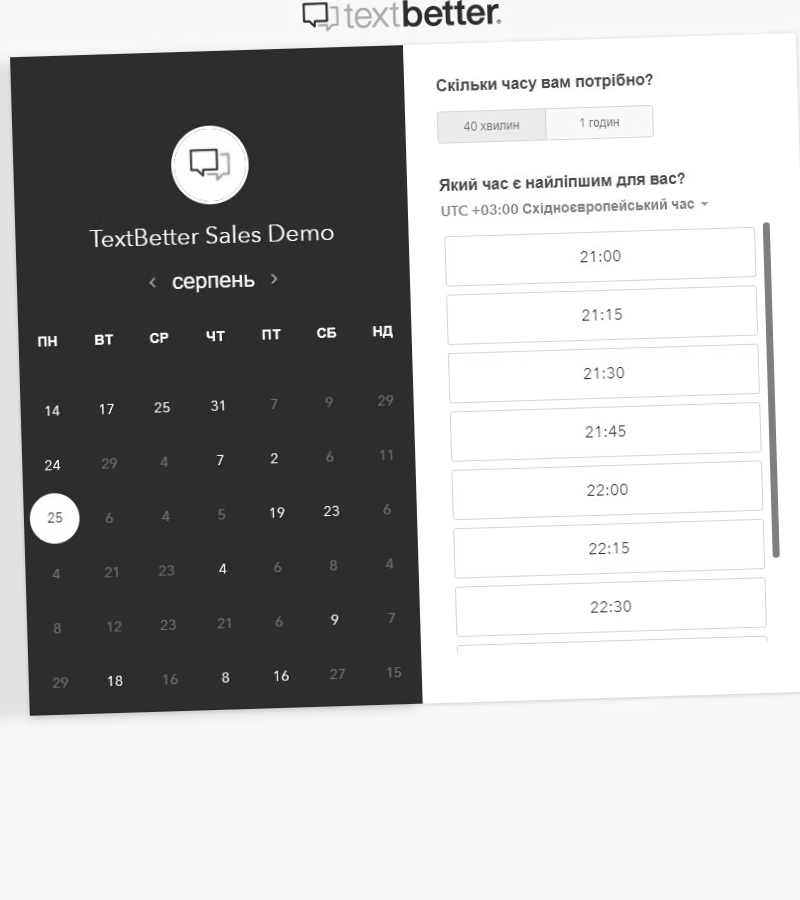 textbetter.
TextBetter Sales Demo
серпень
ПН ВТ СР ЧТ ПТ СБ НД
14 17 25 31 7 9 29
24 29 4 7 2 6 11
25 6 4 5 19 23 6
4 21 23 4 6 8 4
8 12 23 21 6 9 7
29 18 16 8 16 27 15
Скільки часу вам потрібно?
40 хвилин 1 годин
Який час є найліпшим для вас?
UTC +03:00 Східноєвропейський час
21:00
21:15
21:30
21:45
22:00
22:15
22:30